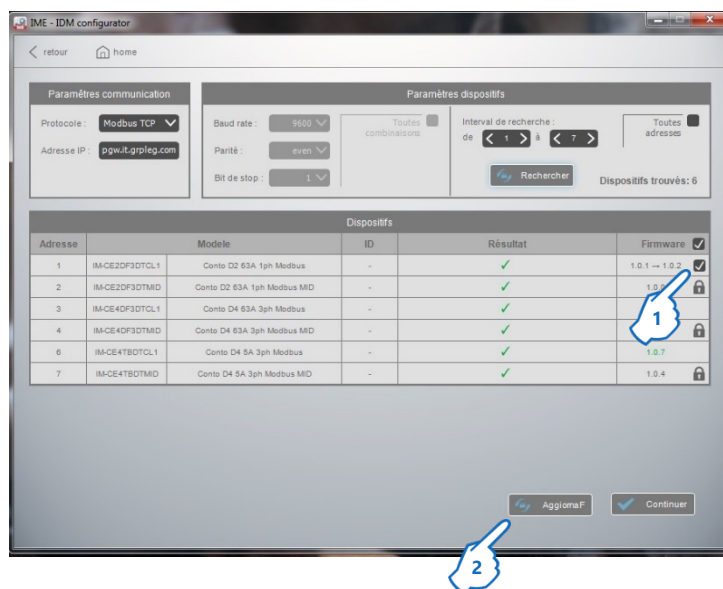 IME - IDM configurator
retour home
Paramètres communication
Protocole : Modbus TCP
Adresse IP : pgw.it.grpleg.com
Paramètres dispositifs
Baud rate : 9600
Parité : even
Bit de stop : 1
Toutes combinaisons
Interval de recherche :
de 1 à 7
Toutes adresses
Rechercher
Dispositifs trouvés: 6
Dispositifs
Adresse Modele ID Résultat Firmware
1 IM-CE2DF3DTCL1 Conto D2 63A 1ph Modbus - ✓ 1.0.1 → 1.0.2
2 IM-CE2DF3DTMID Conto D2 63A 1ph Modbus MID - ✓
3 IM-CE4DF3DTCL1 Conto D4 63A 3ph Modbus - ✓
4 IM-CE4DF3DTMID Conto D4 63A 3ph Modbus MID - ✓
6 IM-CE4TBDTCL1 Conto D4 5A 3ph Modbus - ✓ 1.0.7
7 IM-CE4TBDTMID Conto D4 5A 3ph Modbus MID - ✓ 1.0.4
1
AggiornaF Continuer
2